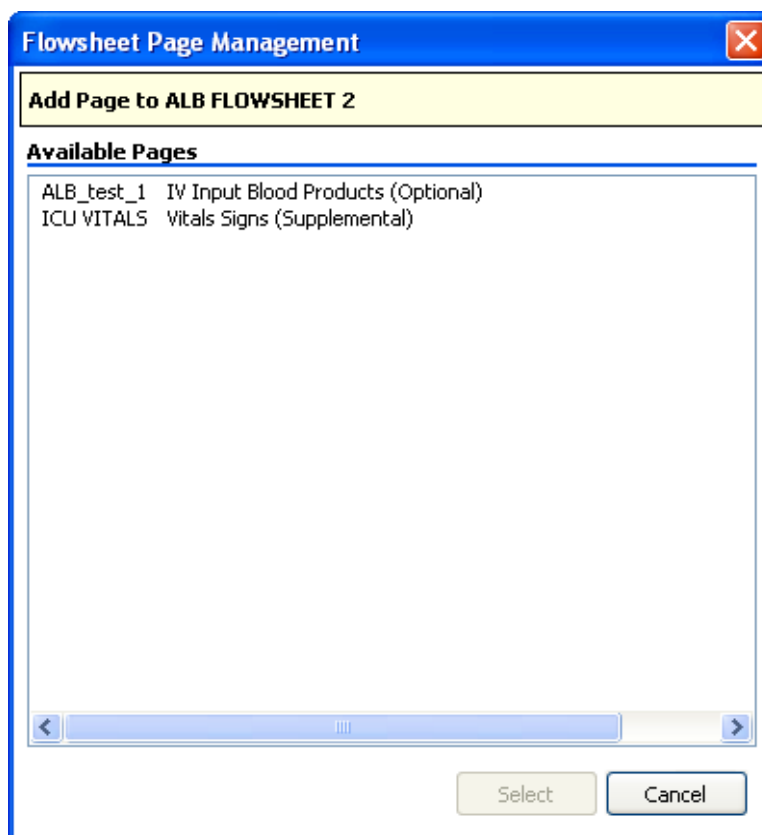 Flowsheet Page Management
Add Page to ALB FLOWSHEET 2
Available Pages
ALB_test_1 IV Input Blood Products (Optional)
ICU VITALS Vitals Signs (Supplemental)
Select Cancel